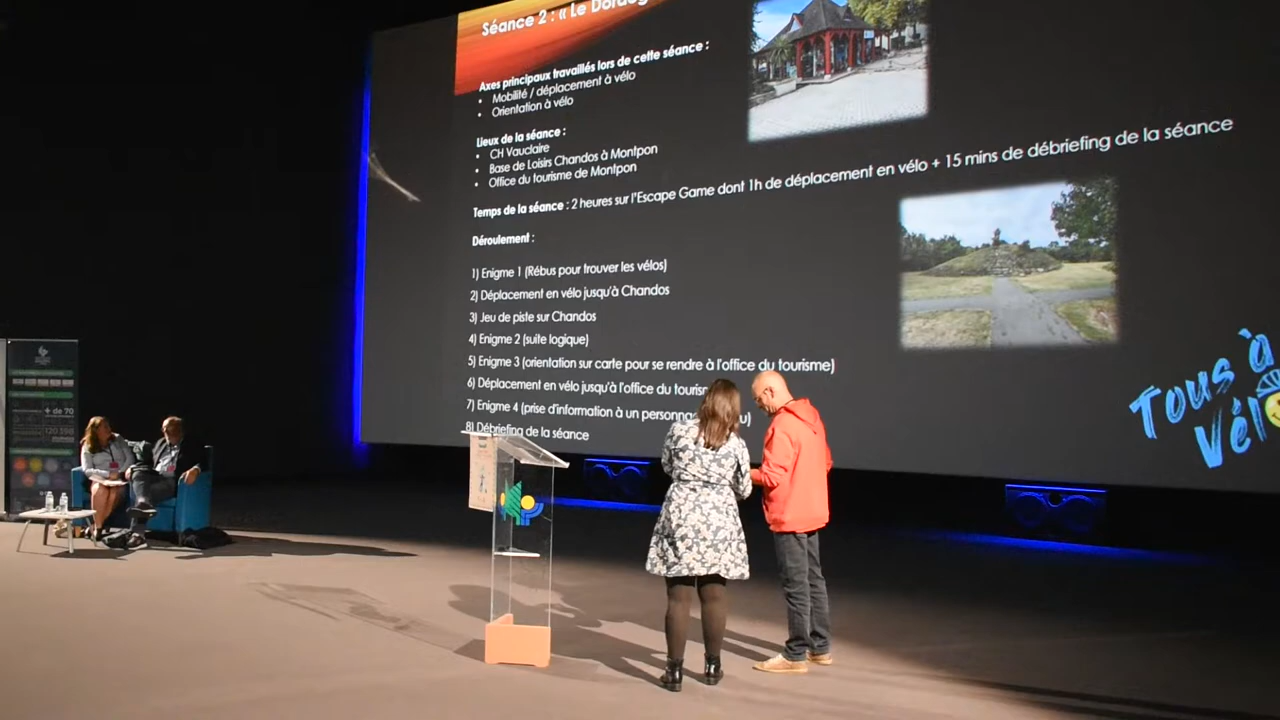 Séance 2 : « Le
Axes principaux travaillés lors de cette séance :
• Mobilité / déplacement à vélo
• Orientation à vélo
Lieux de la séance :
• CH Vauclaire
• Base de Loisirs Chandos à Montpon
• Office du tourisme de Montpon
Temps de la séance : 2 heures sur l'Escape Game dont 1h de déplacement en vélo + 15 mins de débriefing de la séance
Déroulement :
1) Enigme 1 (Rébus pour trouver les vélos)
2) Déplacement en vélo jusqu'à Chandos
3) Jeu de piste sur Chandos
4) Enigme 2 (suite logique)
5) Enigme 3 (orientation sur carte pour se rendre à l'office du tourisme)
6) Déplacement en vélo jusqu'à l'office du
7) Enigme 4 (prise d'information à un
8) Débriefing de la séance
Tous à
Vél
+ de 70